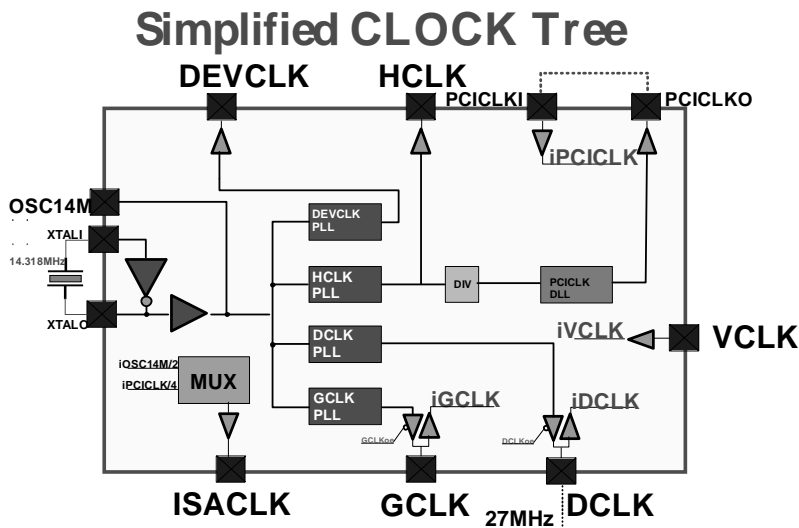 Simplified CLOCK Tree
DEVCLK
HCLK
PCICLKI
PCICLKO
iPCICLK
OSC14M
XTALI
14.318MHz
XTALO
DEVCLK
PLL
HCLK
PLL
DIV
PCICLK
DLL
DCLK
PLL
iVCLK
VCLK
iOSC14M/2
iPCICLK/4
MUX
GCLK
PLL
iGCLK
iDCLK
GCLKoe
DCLKoe
ISACLK
GCLK
DCLK
27MHz